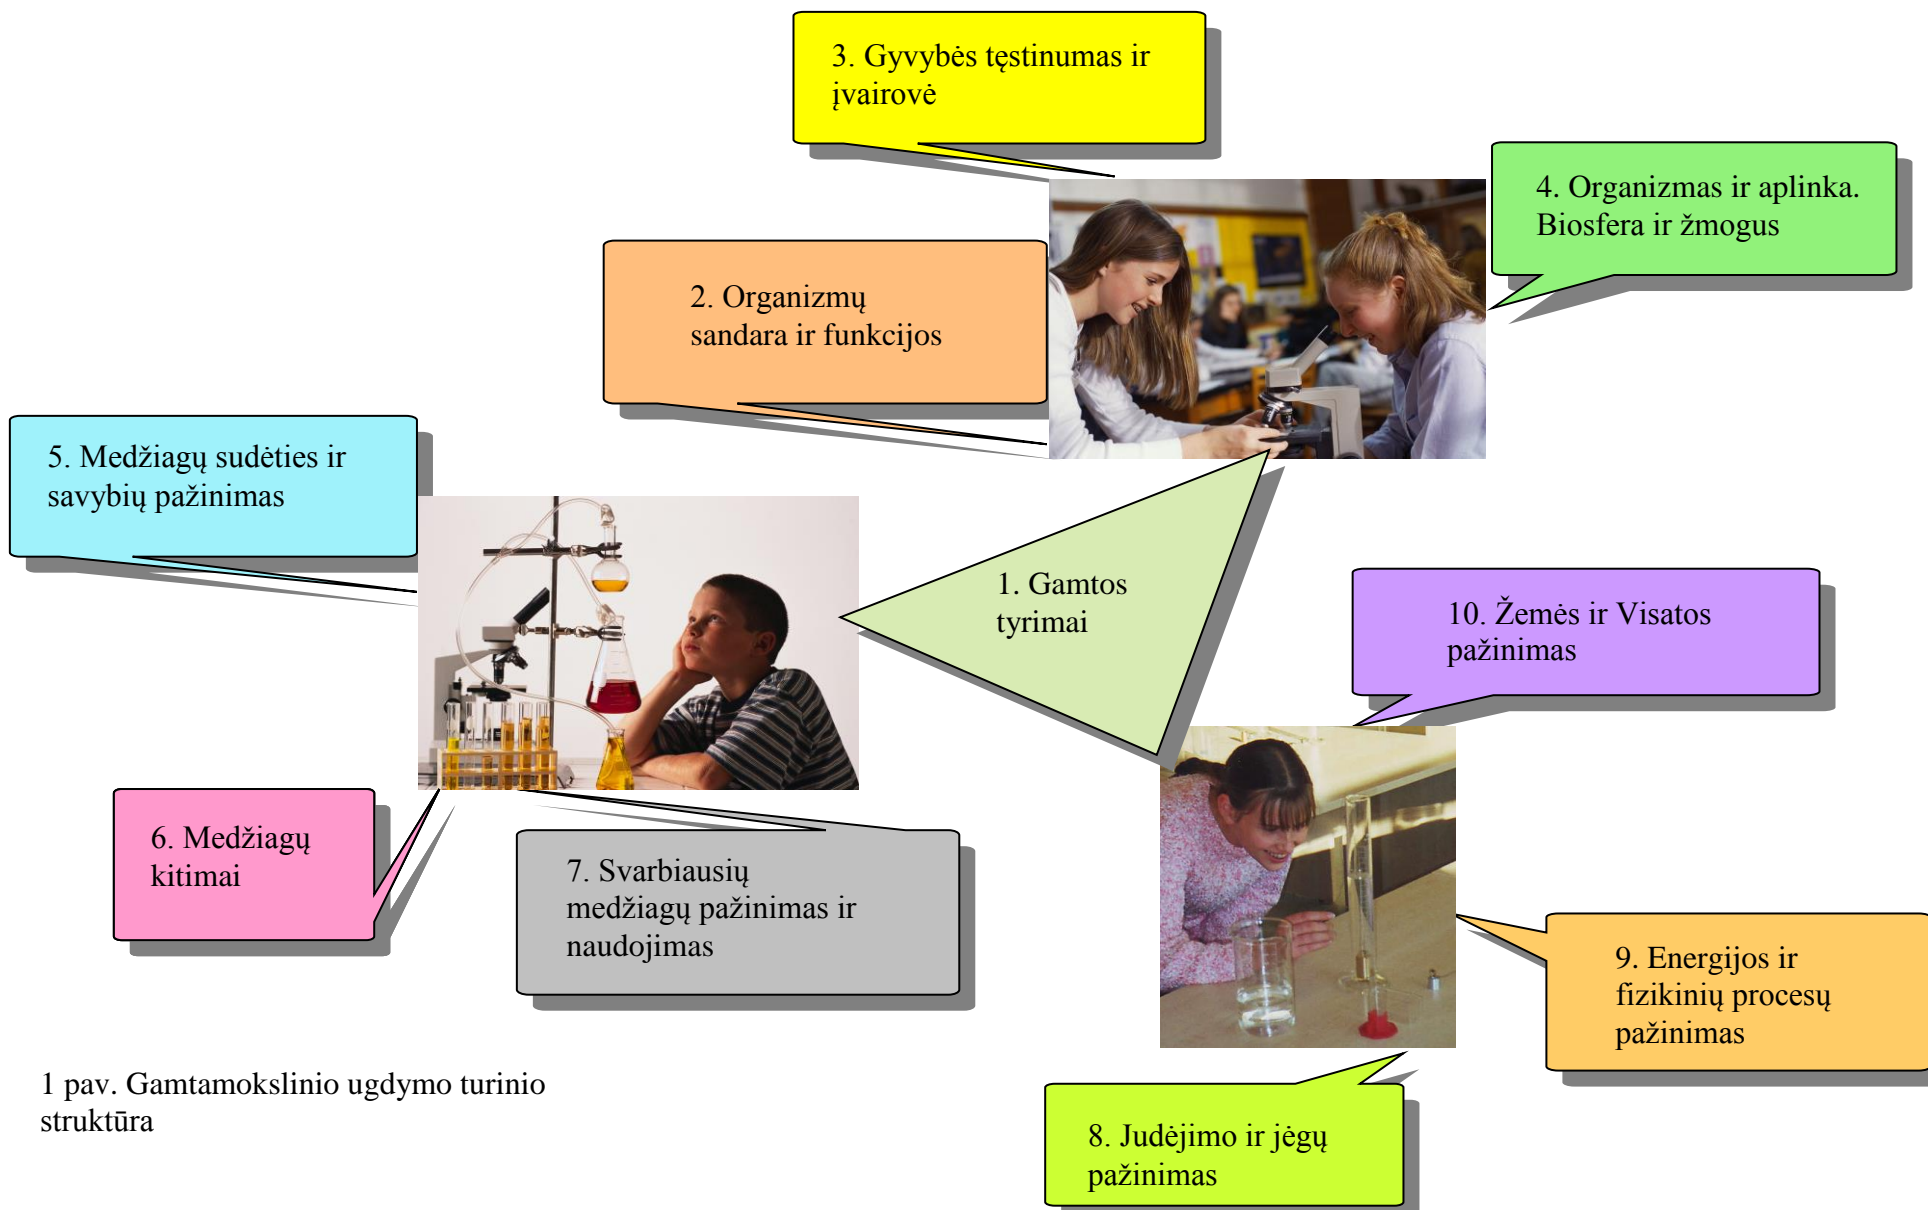 3. Gyvybės tęstinumas ir
įvairovė
4. Organizmas ir aplinka.
Biosfera ir žmogus
2. Organizmų
sandara ir funkcijos
5. Medžiagų sudėties ir
savybių pažinimas
1. Gamtos
tyrimai
10. Žemės ir Visatos
pažinimas
6. Medžiagų
kitimai
7. Svarbiausių
medžiagų pažinimas ir
naudojimas
9. Energijos ir
fizikinių procesų
pažinimas
8. Judėjimo ir jėgų
pažinimas
1 pav. Gamtamokslinio ugdymo turinio
struktūra